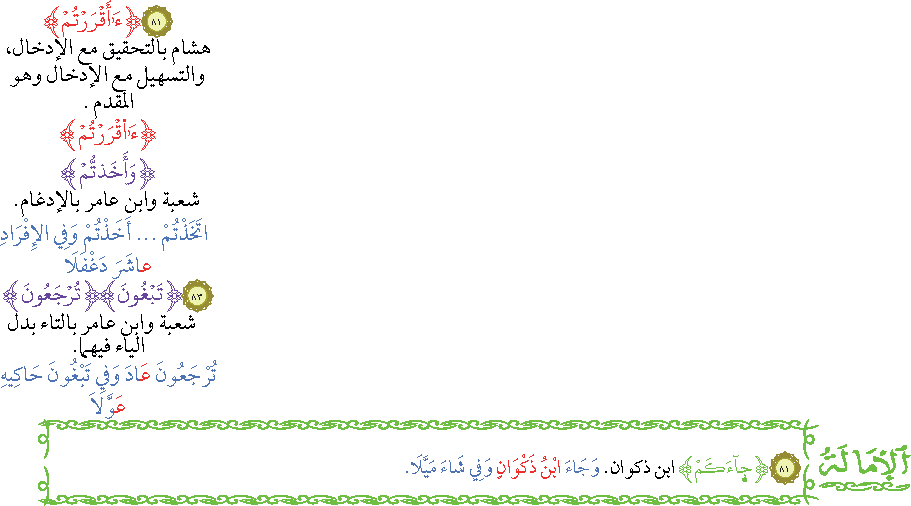 ٨١ ﴿ءَاَ۬قْرَرْتُمْ﴾
هشام بالتحقيق مع الإدخال،
والتسهيل مع الإدخال وهو
المقدم .
﴿ءَا۬قْرَرْتُمْ﴾
﴿وَأَخَذتُّمْ﴾
شعبة وابن عامر بالإدغام.
اتَّخَذْتُمْ ... أَخَذْتُمْ وَفِي الإِفْرَادِ
عَاشَرَ دَغْفَلَا
٨٣ ﴿تَبْغُونَ﴾ ﴿تُرْجَعُونَ﴾
شعبة وابن عامر بالتاء بدل
الياء فيهما.
تُرْجَعُونَ عَادَ وَفِي تَبْغُونَ حَاكِيهِ
عَوَّلَا
الإمالة
٨١ ﴿جَآءَكُمْ﴾ ابن ذكوان. وَجَاءَ ابْنُ ذَكْوَانٍ وَفِي شَاءَ مَيَّلَا.